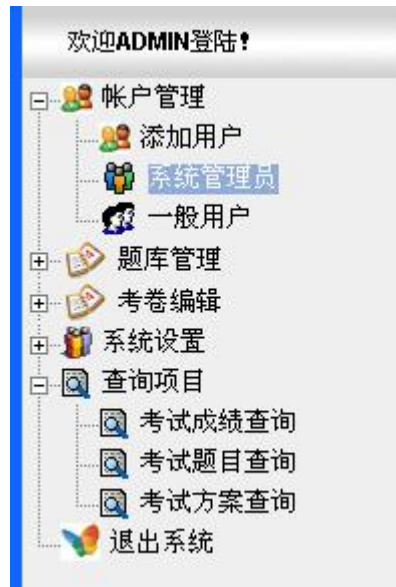 欢迎ADMIN登陆!
帐户管理
添加用户
系统管理员
一般用户
题库管理
考卷编辑
系统设置
查询项目
考试成绩查询
考试题目查询
考试方案查询
退出系统